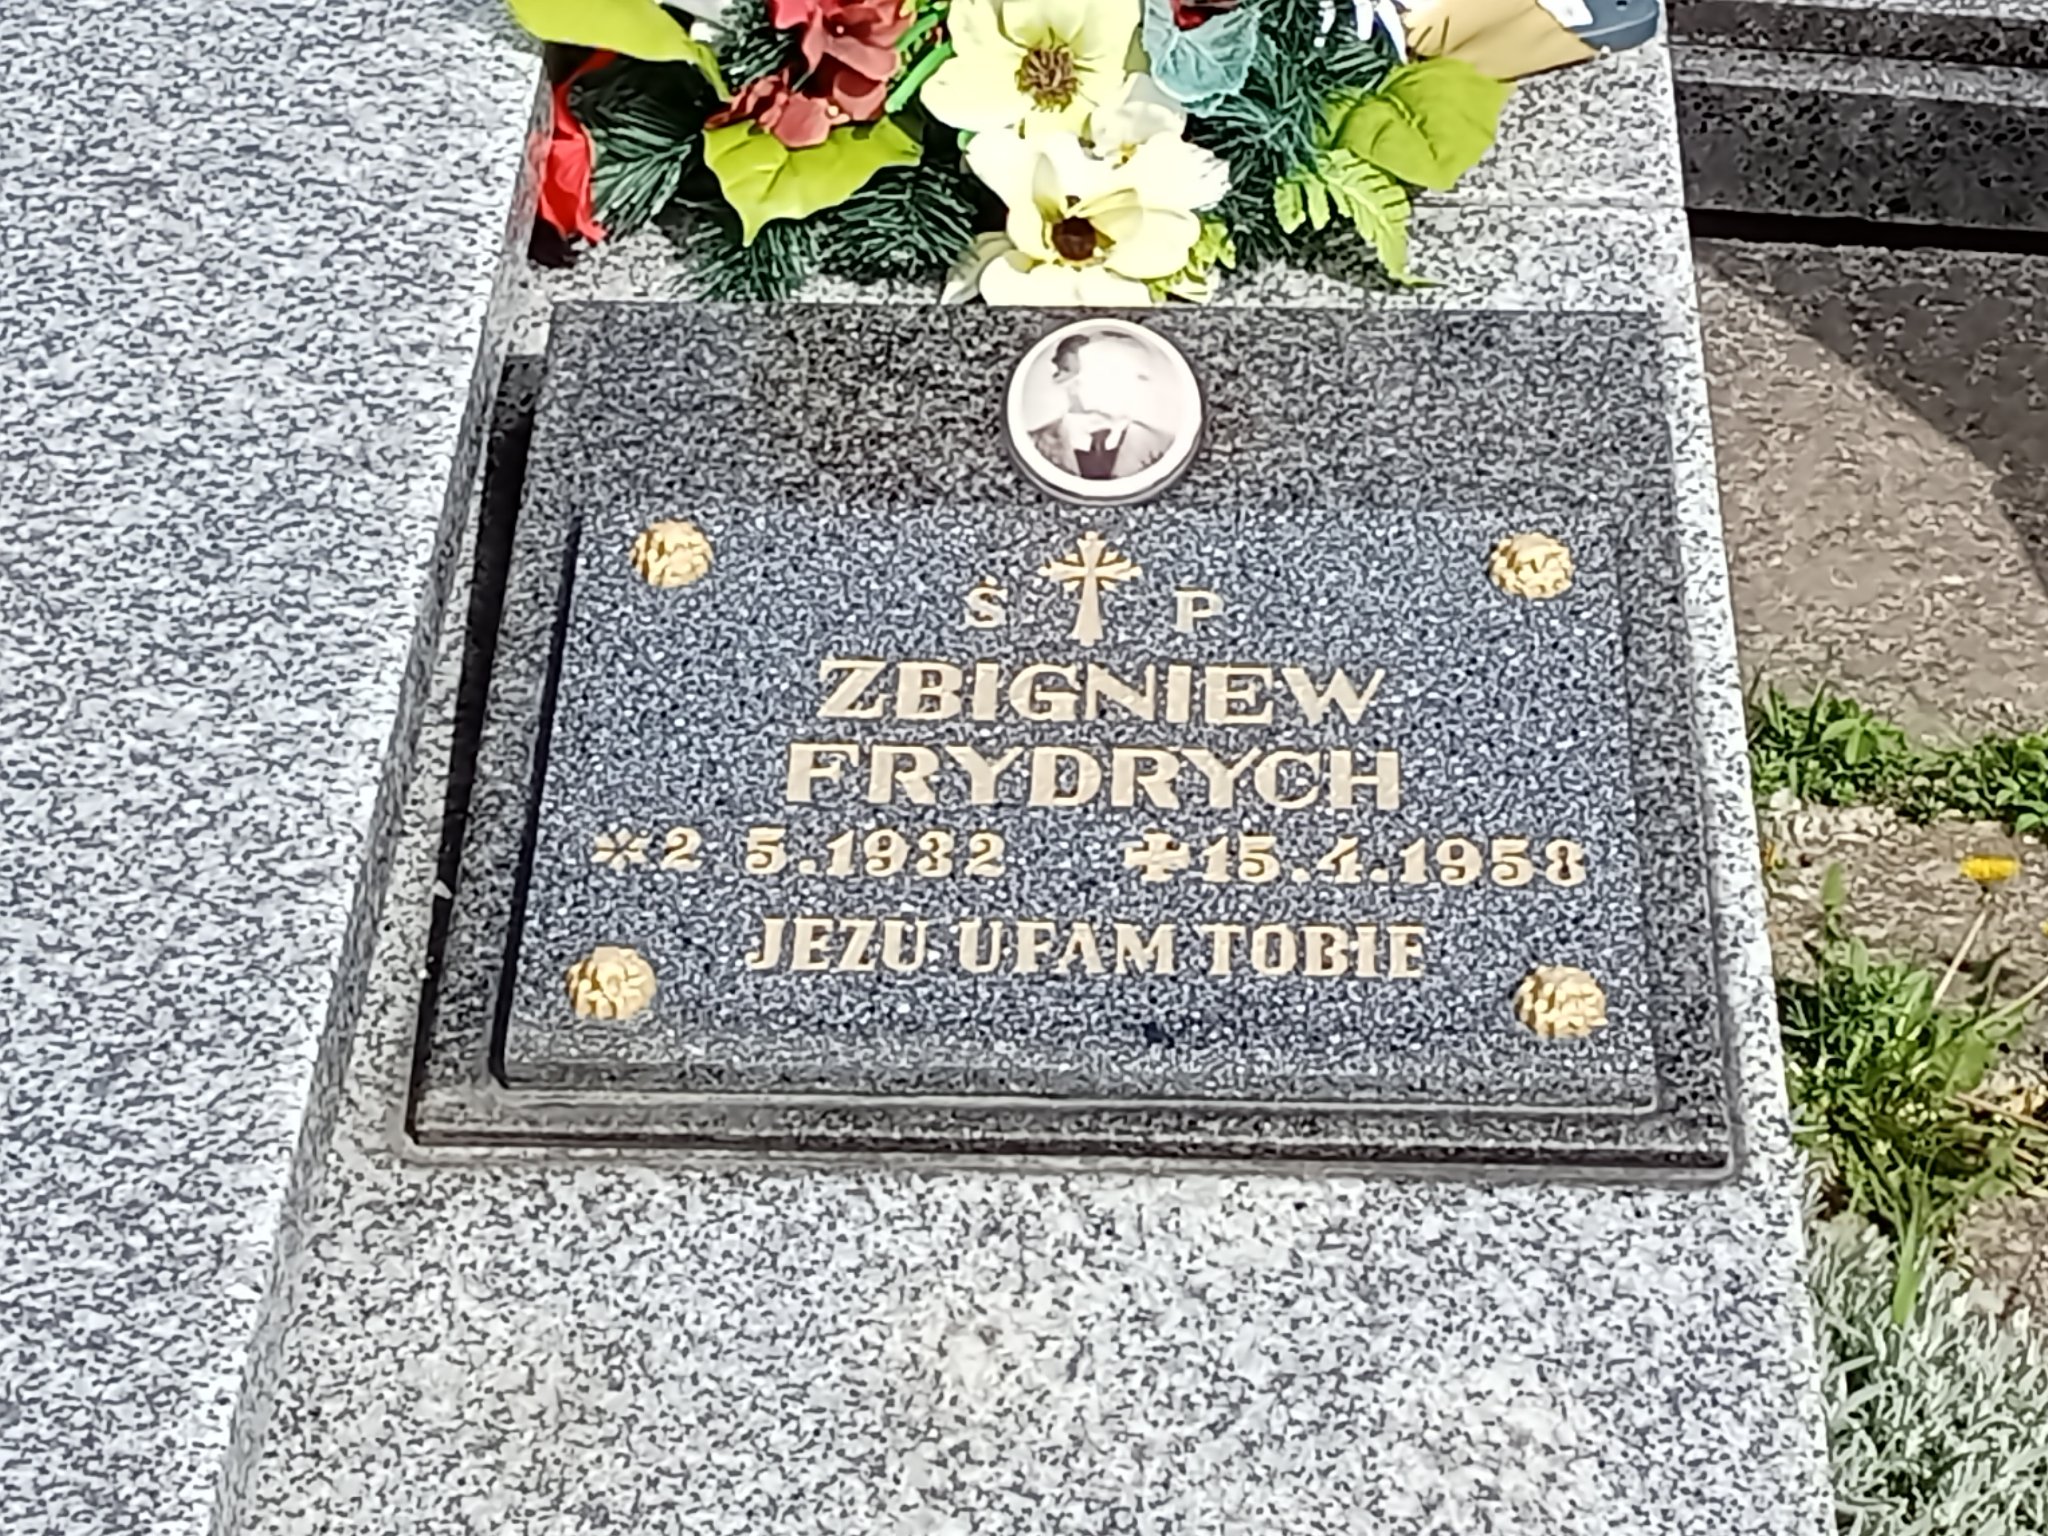 Ś P
ZBIGNIEW
FRYDRYCH
*2 5.1932 ✠15.4.1958
JEZU UFAM TOBIE